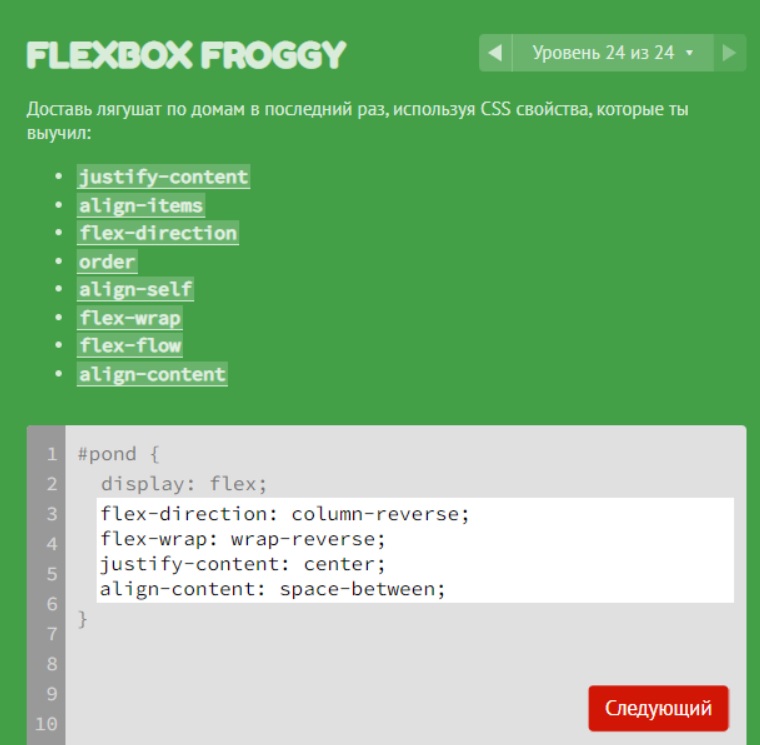 FLEXBOX FROGGY
Уровень 24 из 24
Доставь лягушат по домам в последний раз, используя CSS свойства, которые ты
выучил:
justify-content
align-items
flex-direction
order
align-self
flex-wrap
flex-flow
align-content
1 #pond {
2 display: flex;
3 flex-direction: column-reverse;
4 flex-wrap: wrap-reverse;
5 justify-content: center;
6 align-content: space-between;
7 }
8
9
10
Следующий